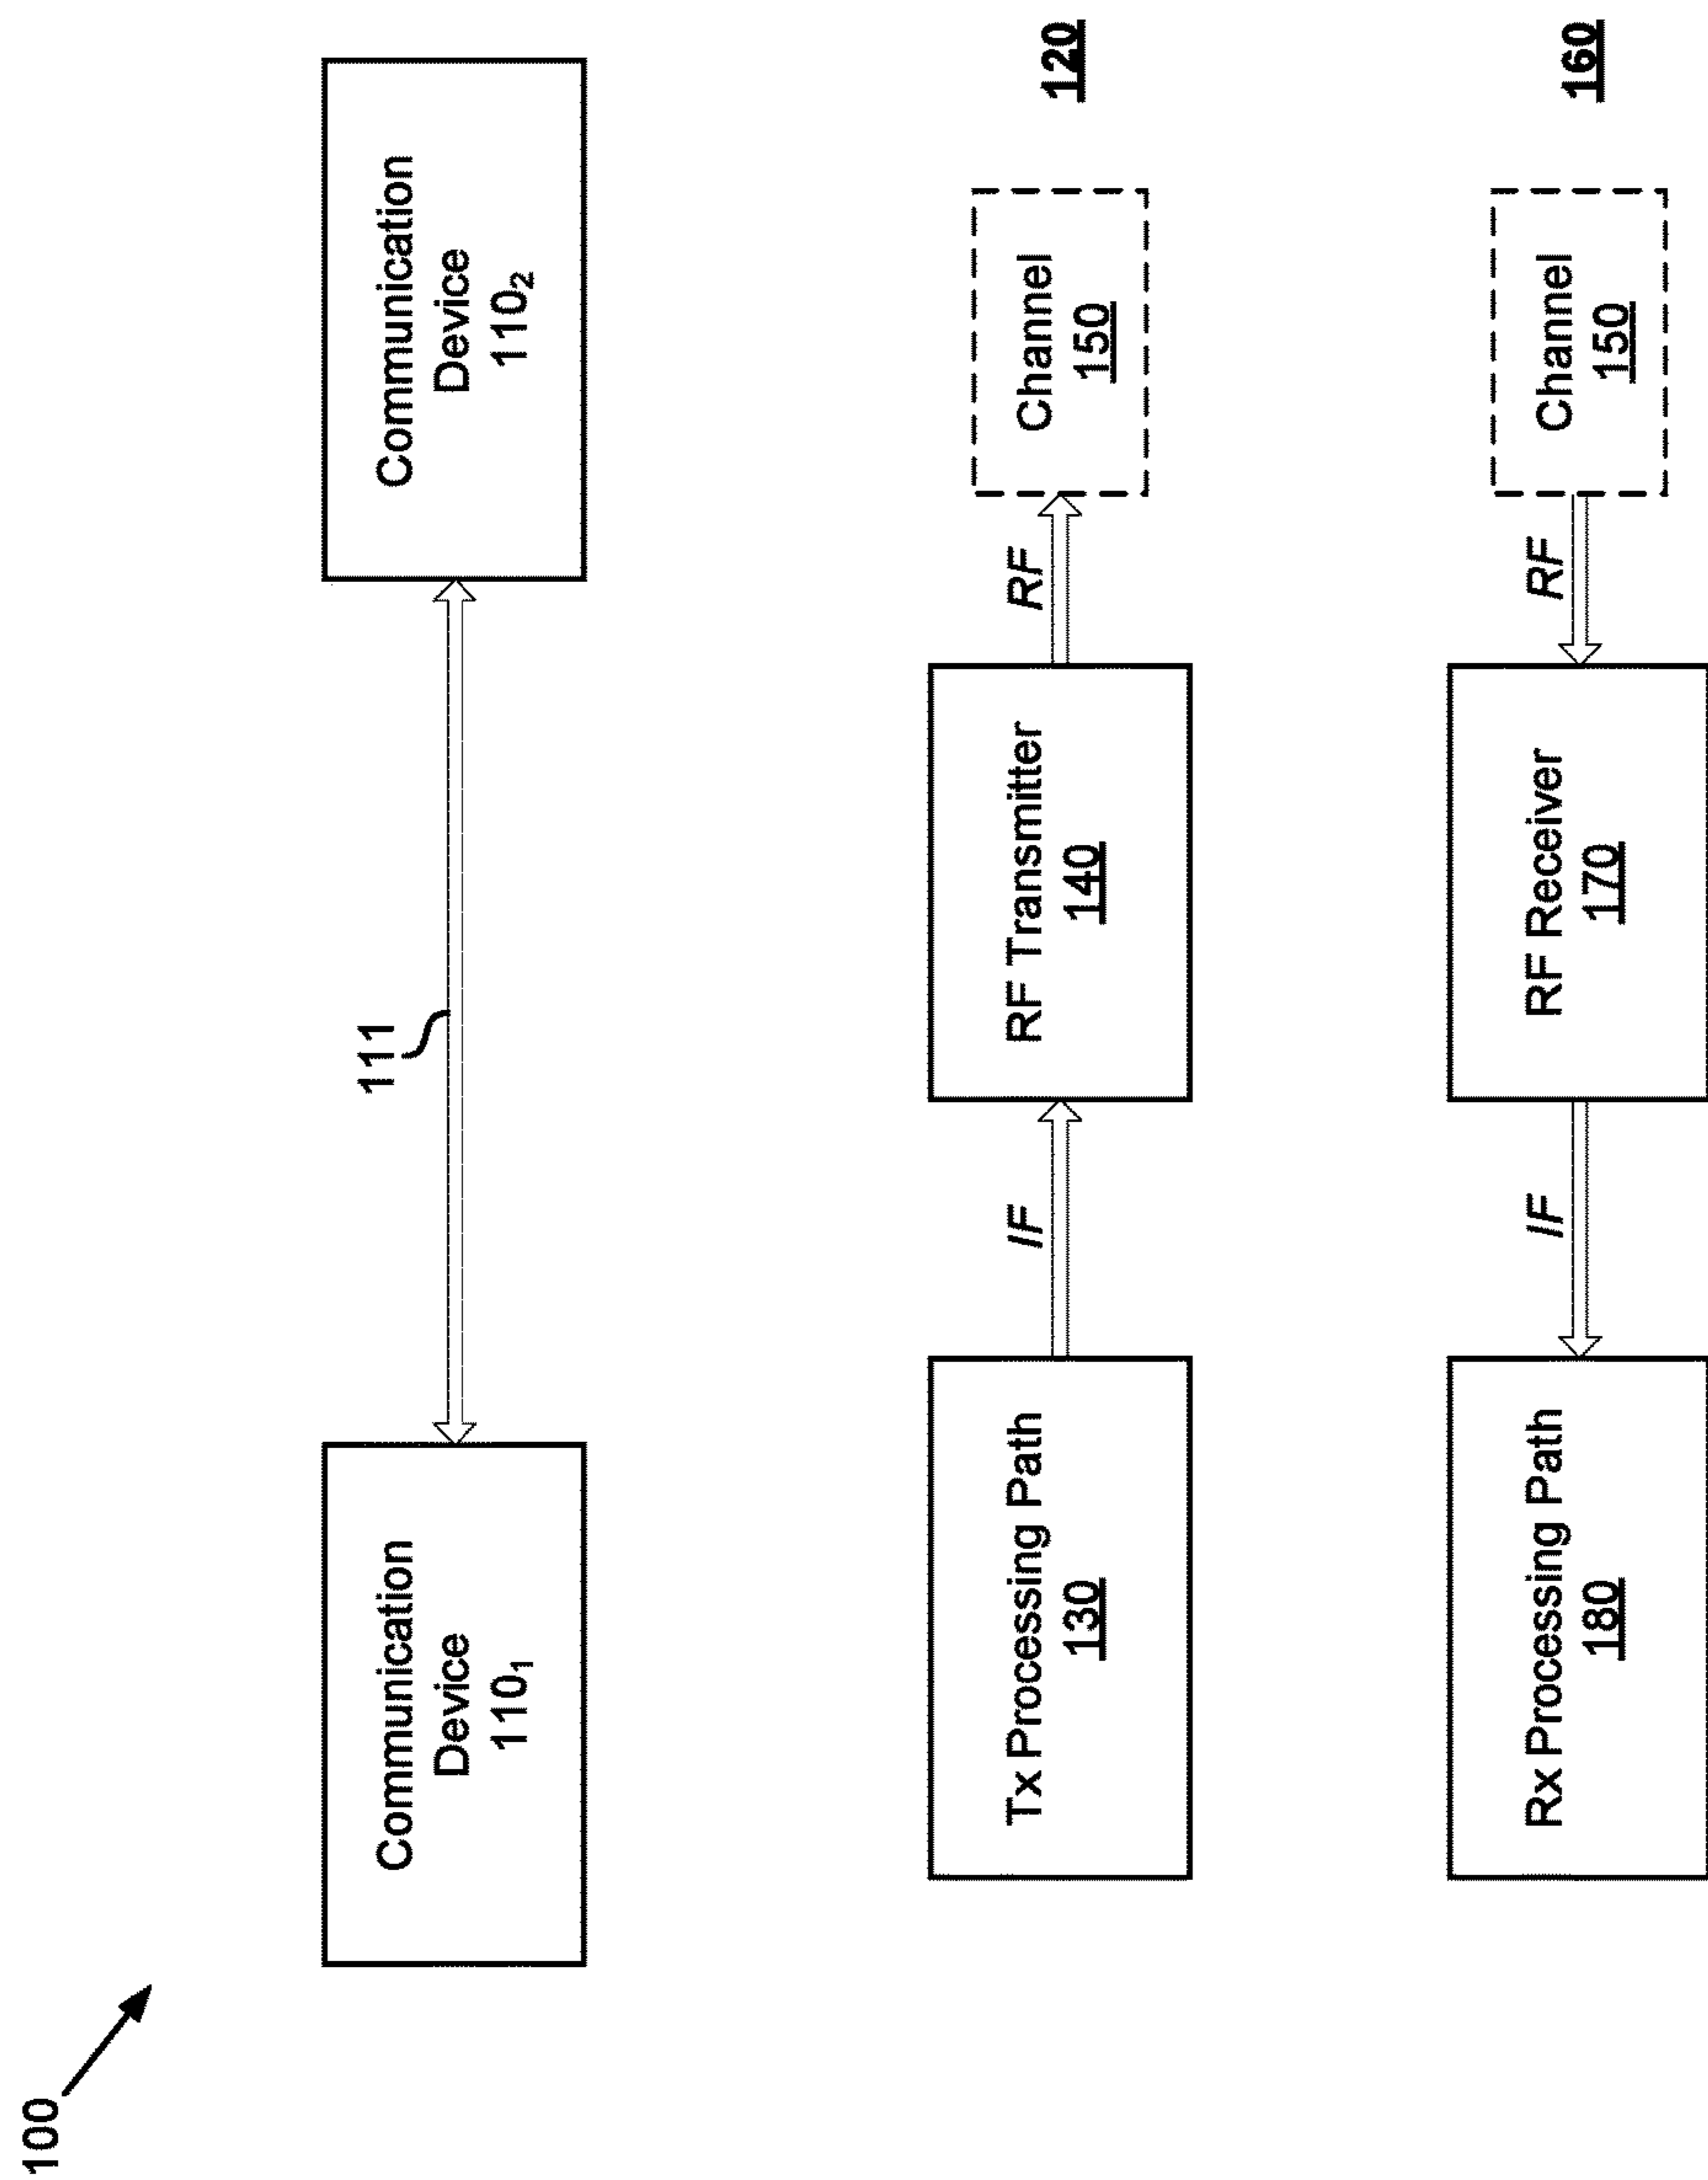 100
Communication
Device
110₁
111
Communication
Device
110₂
Tx Processing Path
130
IF
RF Transmitter
140
RF
Channel
150
120
Rx Processing Path
180
IF
RF Receiver
170
RF
Channel
150
160